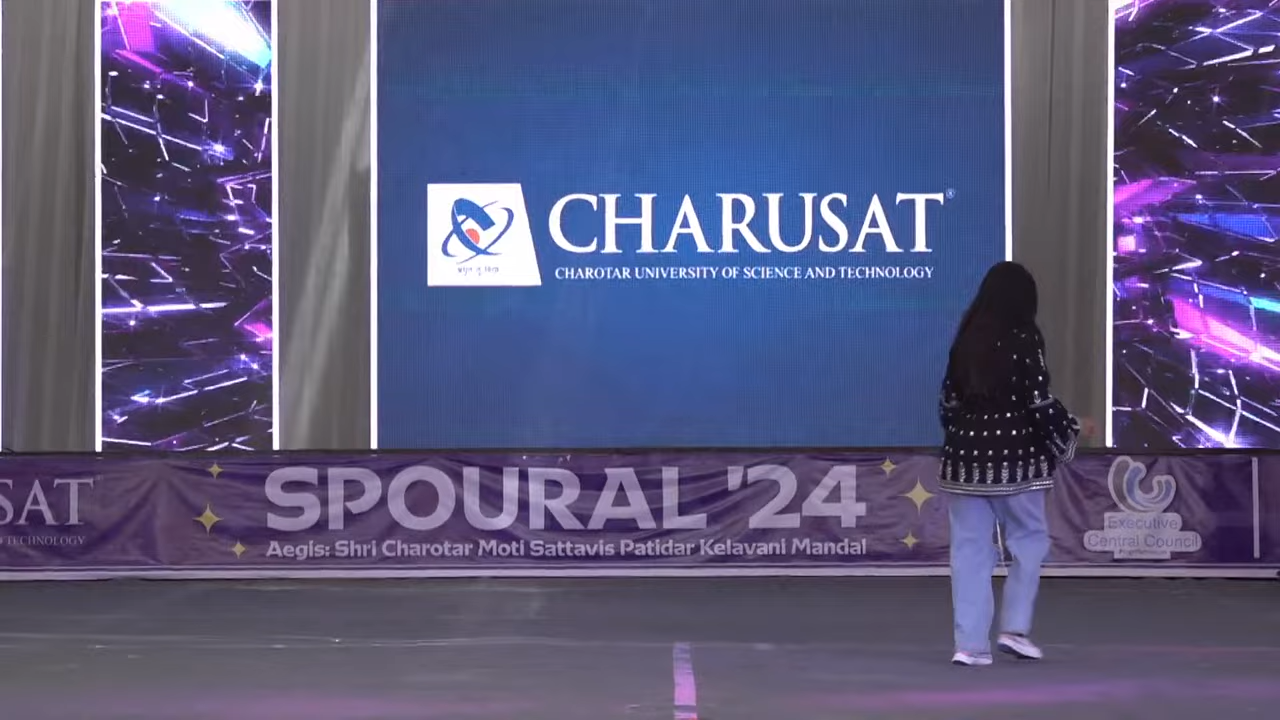 CHARUSAT®
CHAROTAR UNIVERSITY OF SCIENCE AND TECHNOLOGY
SAT
TECHNOLOGY
SPOURAL '24
Aegis: Shri Charotar Moti Sattavis Patidar Kelavani Mandal
Executive
Central Council